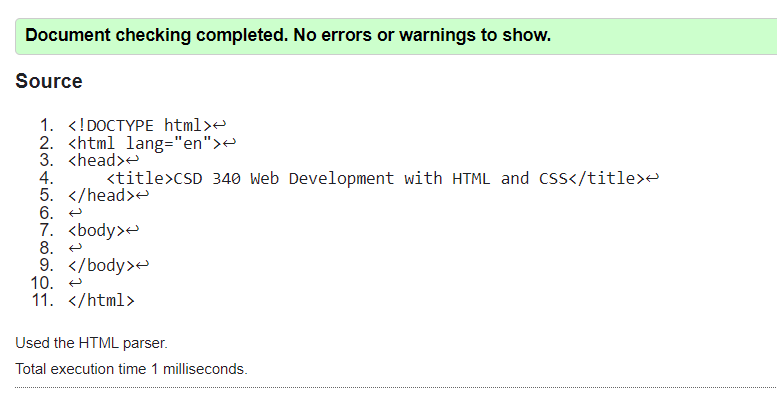 Document checking completed. No errors or warnings to show.
Source
1. <!DOCTYPE html>↩
2. <html lang="en">↩
3. <head>↩
4.     <title>CSD 340 Web Development with HTML and CSS</title>↩
5. </head>↩
6. ↩
7. <body>↩
8. ↩
9. </body>↩
10. ↩
11. </html>
Used the HTML parser.
Total execution time 1 milliseconds.